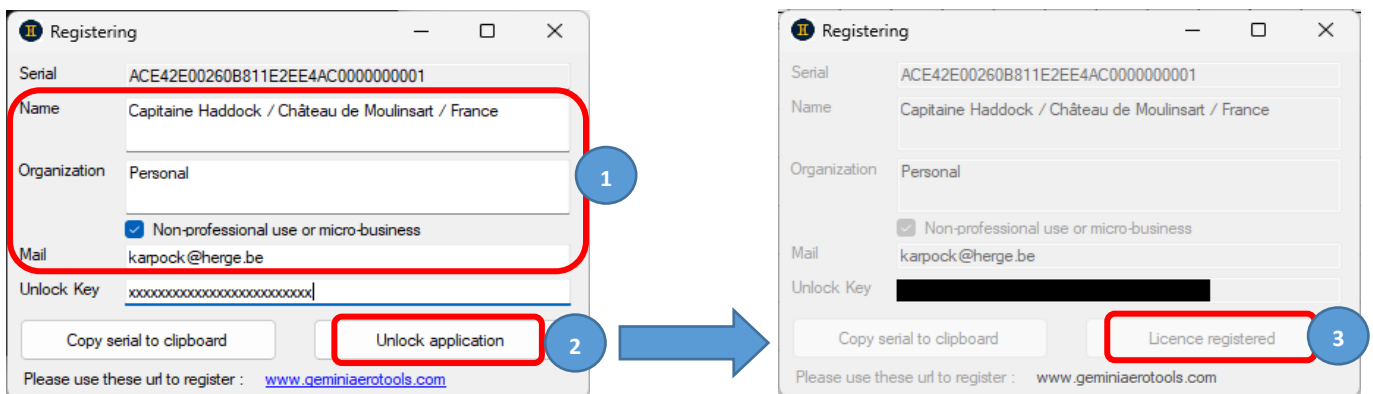 Registering
Serial ACE42E00260B811E2EE4AC0000000001
Name Capitaine Haddock / Château de Moulinsart / France
Organization Personal
Non-professional use or micro-business
Mail karpock@herge.be
Unlock Key xxxxxxxxxxxxxxxxxxxxxxxxx
Copy serial to clipboard Unlock application
Please use these url to register : www.geminiaerotools.com
1
2
Registering
Serial ACE42E00260B811E2EE4AC0000000001
Name Capitaine Haddock / Château de Moulinsart / France
Organization Personal
Non-professional use or micro-business
Mail karpock@herge.be
Unlock Key
Copy serial to clipboard Licence registered
Please use these url to register : www.geminiaerotools.com
3